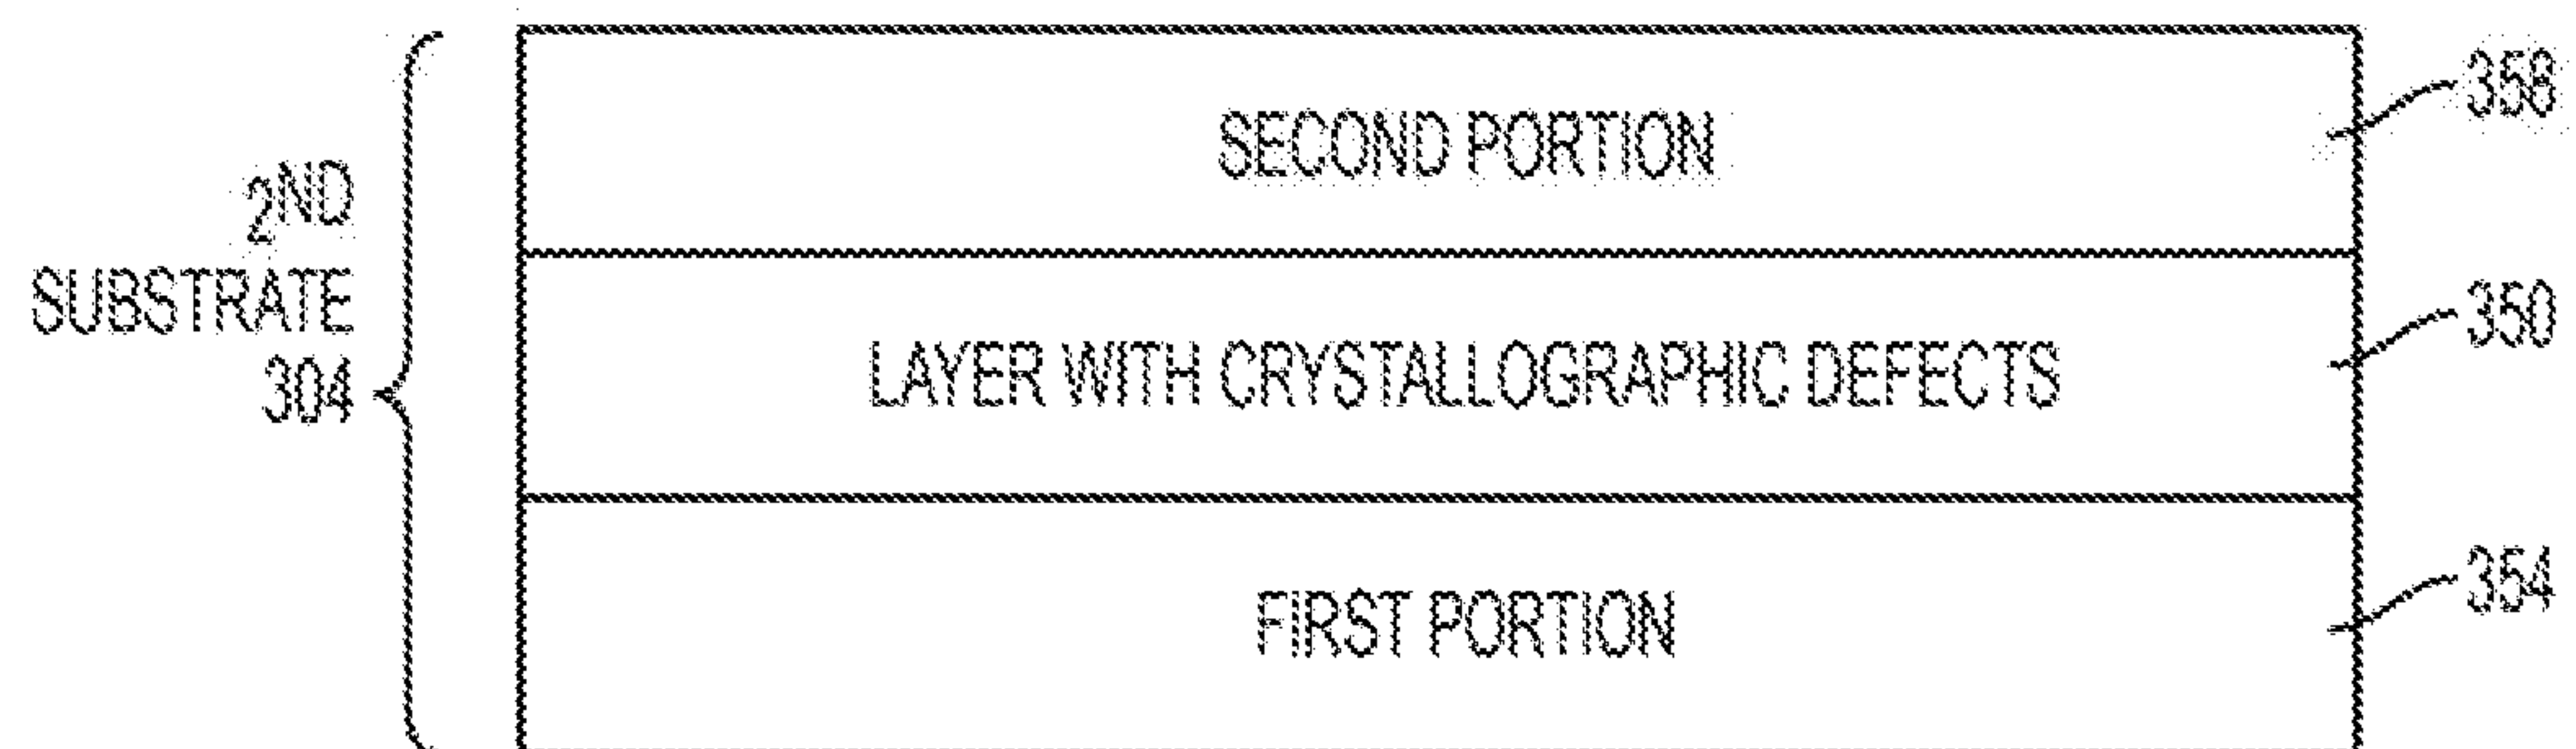 2ND
SUBSTRATE
304
SECOND PORTION
358
LAYER WITH CRYSTALLOGRAPHIC DEFECTS
350
FIRST PORTION
354